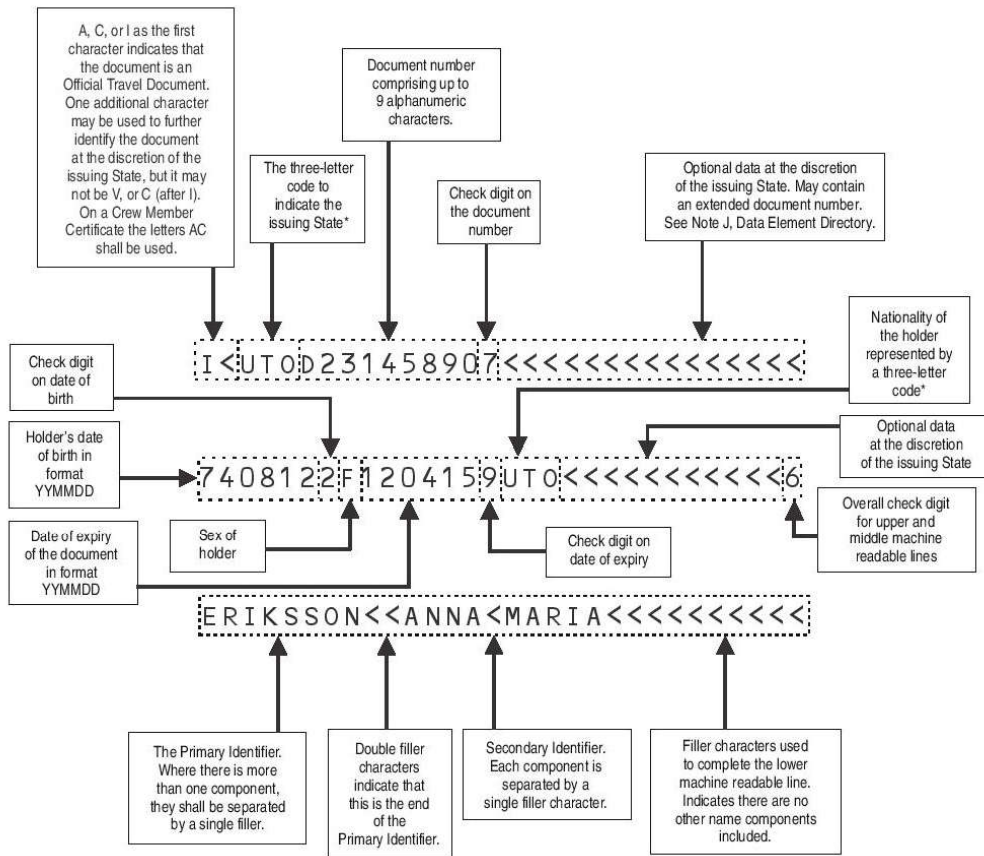 A, C, or I as the first
character indicates that
the document is an
Official Travel Document.
One additional character
may be used to further
identify the document
at the discretion of the
issuing State, but it may
not be V, or C (after I).
On a Crew Member
Certificate the letters AC
shall be used.
The three-letter
code to
indicate the
issuing State*
Document number
comprising up to
9 alphanumeric
characters.
Check digit on
the document
number
Optional data at the discretion
of the issuing State. May contain
an extended document number.
See Note J, Data Element Directory.
Nationality of
the holder
represented by
a three-letter
code*
I<UTOD231458907<<<<<<<<<<<<<<<
Check digit
on date of
birth
Holder's date
of birth in
format
YYMMDD
Optional data
at the discretion
of the issuing State
7408122F1204159UTO<<<<<<<<<<<6
Date of expiry
of the document
in format
YYMMDD
Sex of
holder
Check digit on
date of expiry
Overall check digit
for upper and
middle machine
readable lines
ERIKSSON<<ANNA<MARIA<<<<<<<<<<
The Primary Identifier.
Where there is more
than one component,
they shall be separated
by a single filler.
Double filler
characters
indicate that
this is the end
of the
Primary Identifier.
Secondary Identifier.
Each component is
separated by a
single filler character.
Filler characters used
to complete the lower
machine readable line.
Indicates there are no
other name components
included.